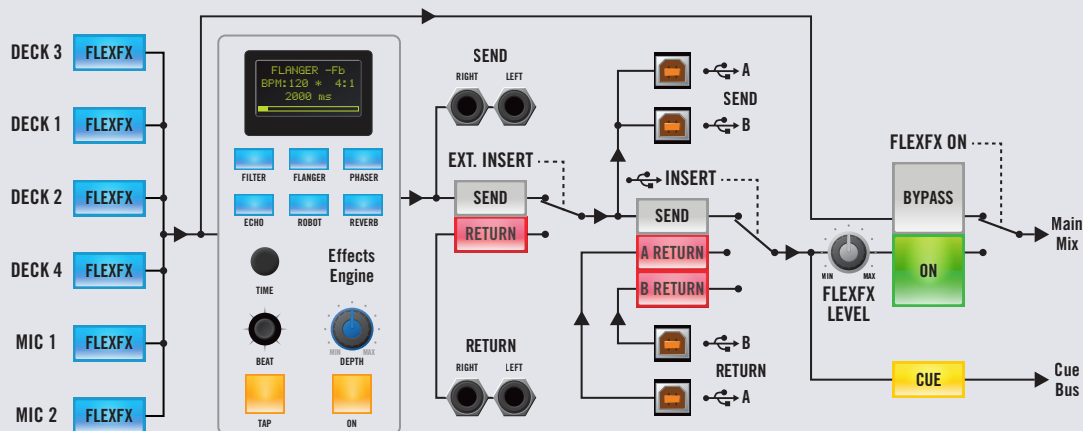 DECK 3 FLEXFX
DECK 1 FLEXFX
DECK 2 FLEXFX
DECK 4 FLEXFX
MIC 1 FLEXFX
MIC 2 FLEXFX
FLANGER -Fb
BPM:120 * 4:1
2000 ms
FILTER FLANGER PHASER
ECHO ROBOT REVERB
TIME
Effects
Engine
BEAT
MIN MAX
DEPTH
TAP ON
SEND
RIGHT LEFT
EXT. INSERT
SEND
RETURN
RETURN
RIGHT LEFT
A
SEND
B
INSERT
SEND
A RETURN
B RETURN
B
RETURN
A
MIN MAX
FLEXFX
LEVEL
FLEXFX ON
BYPASS
ON
Main
Mix
CUE
Cue
Bus